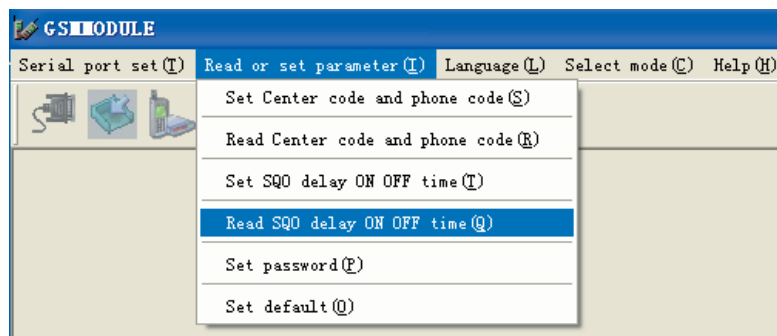 GSMMODULE
Serial port set(T) Read or set parameter(I) Language(L) Select mode(C) Help(H)
Set Center code and phone code(S)
Read Center code and phone code(R)
Set SQO delay ON OFF time(T)
Read SQO delay ON OFF time(Q)
Set password(P)
Set default(O)